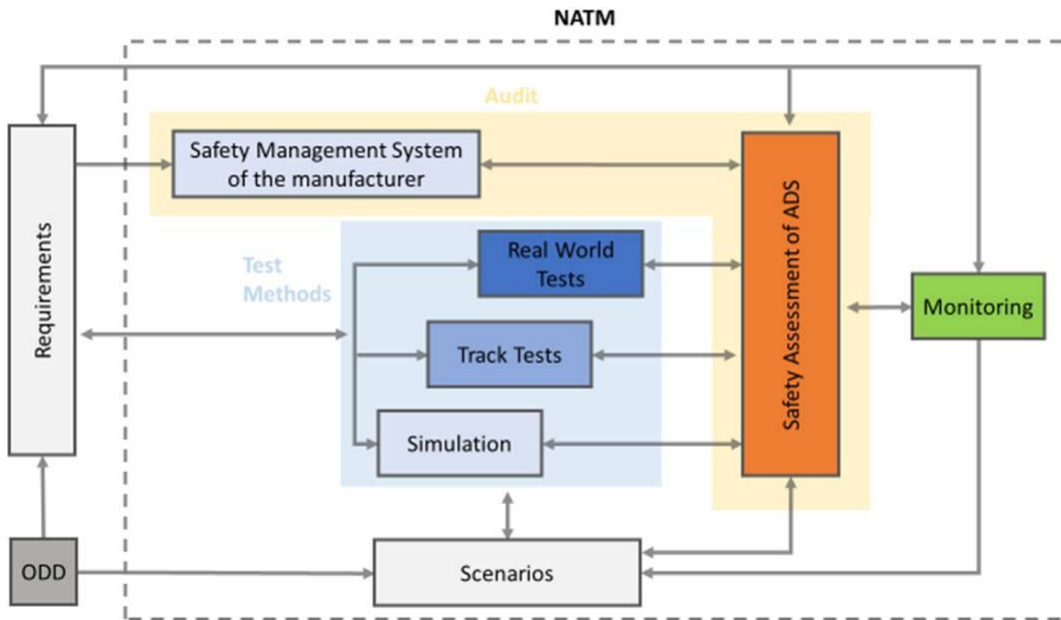 NATM
Audit
Safety Management System
of the manufacturer
Requirements
Safety Assessment of ADS
Real World
Tests
Test
Methods
Monitoring
Track Tests
Simulation
ODD
Scenarios